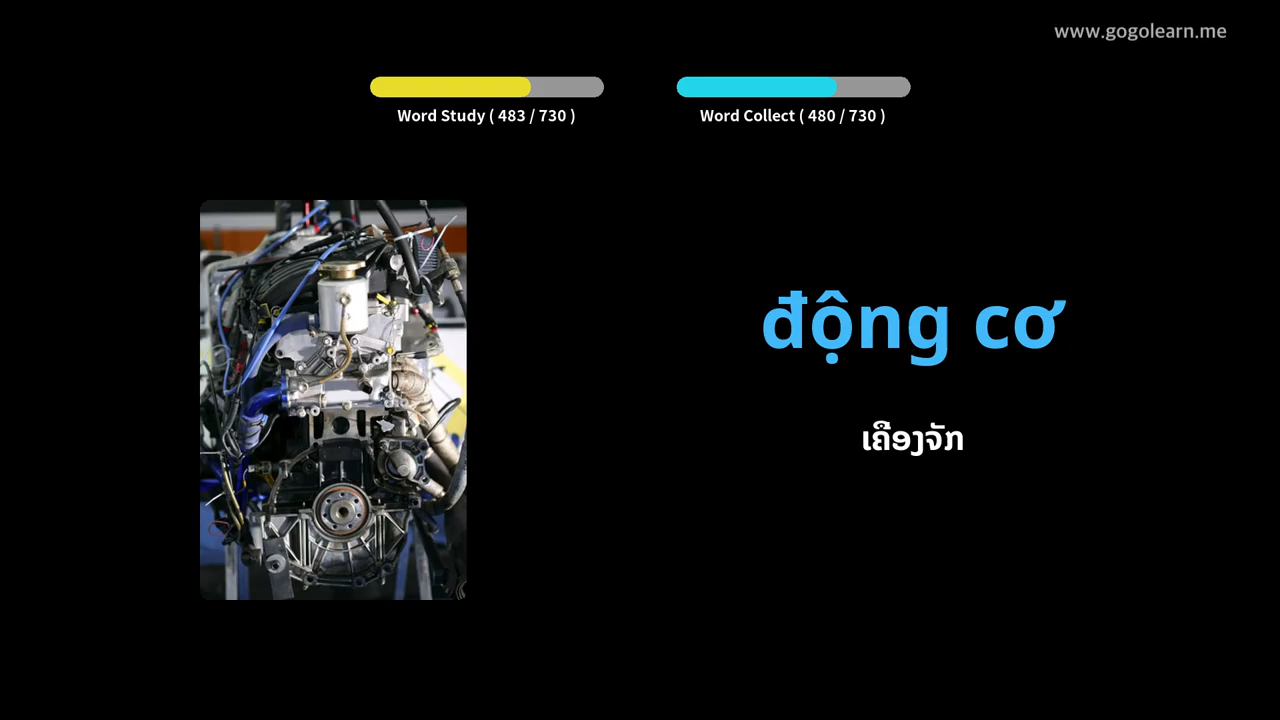 www.gogolearn.me
Word Study ( 483 / 730 )
Word Collect ( 480 / 730 )
động cơ
ເຄືອງຈັກ